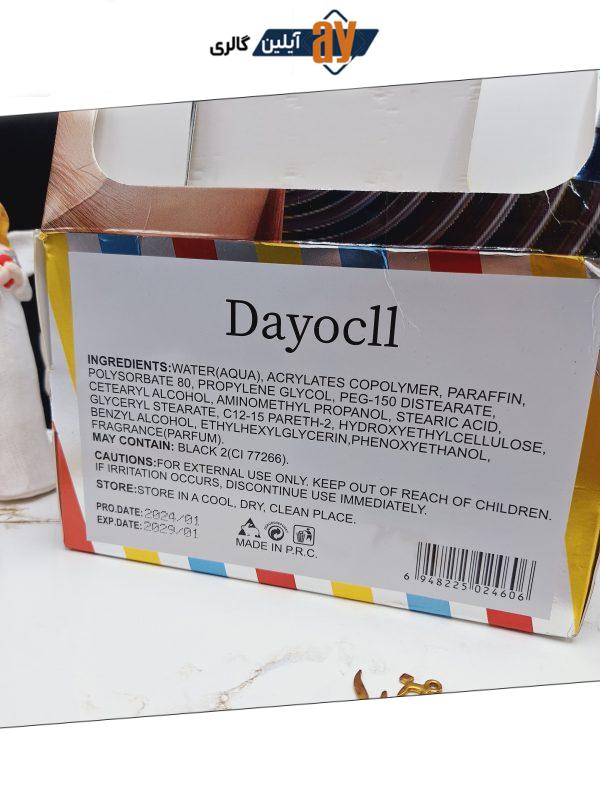 آیلین گالری ay
Dayocll
INGREDIENTS:WATER(AQUA), ACRYLATES COPOLYMER, PARAFFIN,
POLYSORBATE 80, PROPYLENE GLYCOL, PEG-150 DISTEARATE,
CETEARYL ALCOHOL, AMINOMETHYL PROPANOL, STEARIC ACID,
GLYCERYL STEARATE, C12-15 PARETH-2, HYDROXYETHYLCELLULOSE,
BENZYL ALCOHOL, ETHYLHEXYLGLYCERIN,PHENOXYETHANOL,
FRAGRANCE(PARFUM).
MAY CONTAIN: BLACK 2(CI 77266).
CAUTIONS:FOR EXTERNAL USE ONLY. KEEP OUT OF REACH OF CHILDREN.
IF IRRITATION OCCURS, DISCONTINUE USE IMMEDIATELY.
STORE:STORE IN A COOL, DRY, CLEAN PLACE.
PRO.DATE:2024/01
EXP.DATE:2029/01
MADE IN P.R.C.
6 948225 024606